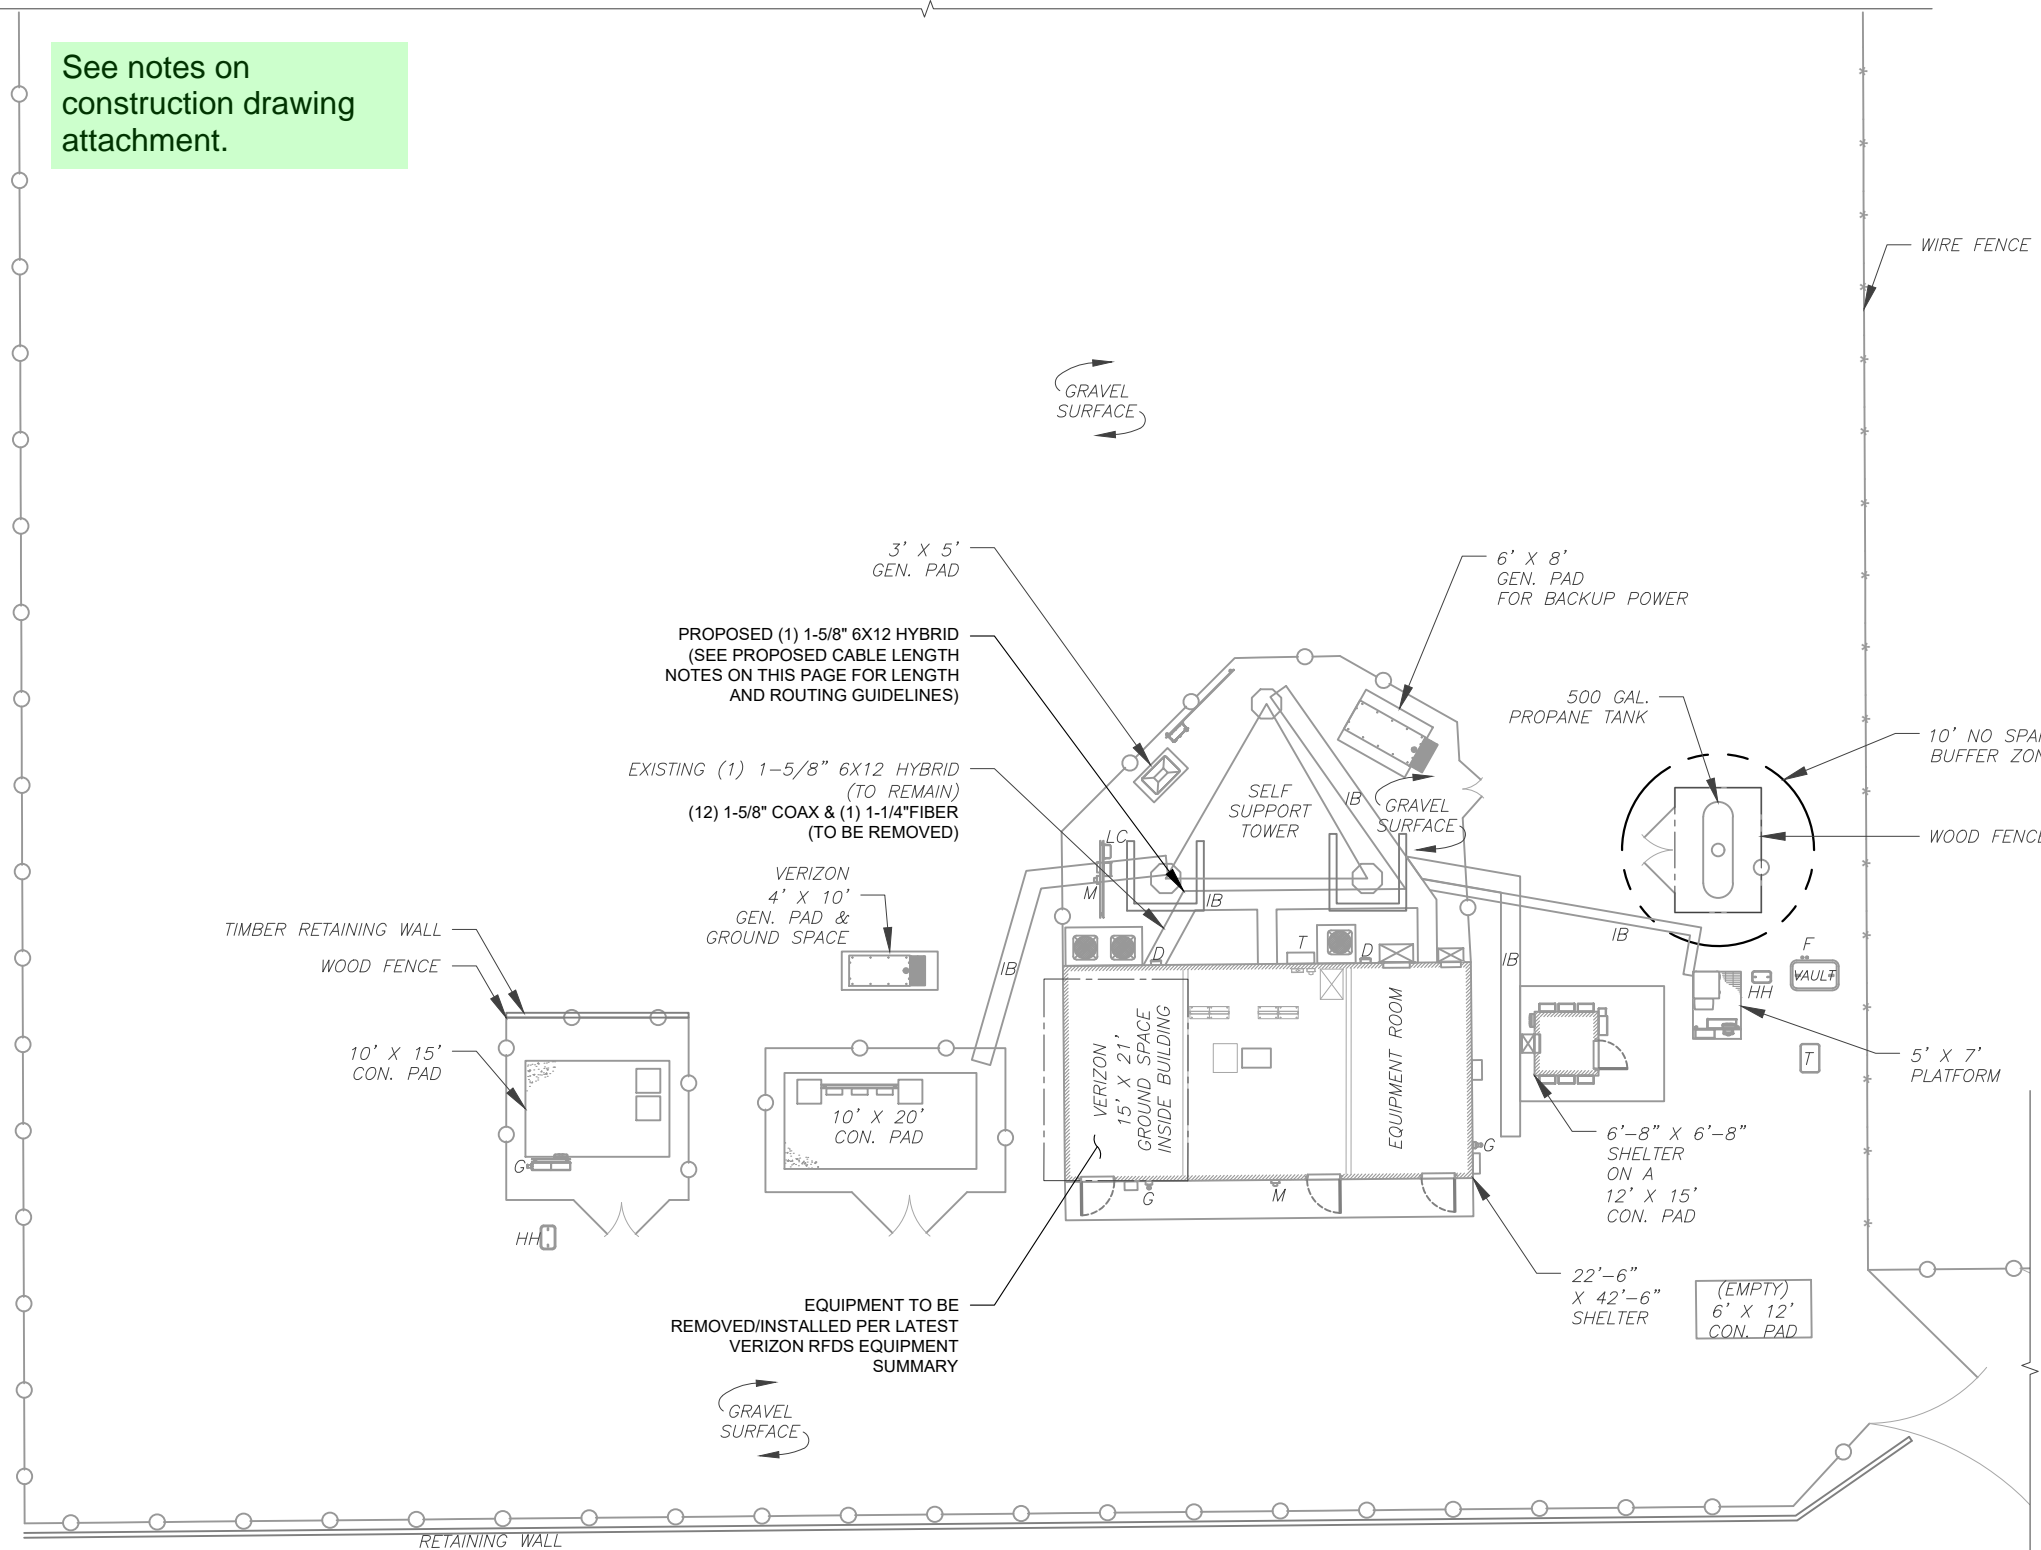 See notes on
construction drawing
attachment.
WIRE FENCE
GRAVEL
SURFACE
3' X 5'
GEN. PAD
6' X 8'
GEN. PAD
FOR BACKUP POWER
PROPOSED (1) 1-5/8" 6X12 HYBRID
(SEE PROPOSED CABLE LENGTH
NOTES ON THIS PAGE FOR LENGTH
AND ROUTING GUIDELINES)
500 GAL.
PROPANE TANK
10' NO SPAR
BUFFER ZON
EXISTING (1) 1-5/8" 6X12 HYBRID
(TO REMAIN)
(12) 1-5/8" COAX & (1) 1-1/4"FIBER
(TO BE REMOVED)
SELF
SUPPORT
TOWER
IB
GRAVEL
SURFACE
WOOD FENCE
LC
M
IB
VERIZON
4' X 10'
GEN. PAD &
GROUND SPACE
TIMBER RETAINING WALL
WOOD FENCE
IB
D
T
D
IB
IB
F
VAULT
HH
T
10' X 15'
CON. PAD
G
HH
10' X 20'
CON. PAD
VERIZON
15' X 21'
GROUND SPACE
INSIDE BUILDING
EQUIPMENT ROOM
5' X 7'
PLATFORM
G
M
G
6'-8" X 6'-8"
SHELTER
ON A
12' X 15'
CON. PAD
22'-6"
X 42'-6"
SHELTER
(EMPTY)
6' X 12'
CON. PAD
EQUIPMENT TO BE
REMOVED/INSTALLED PER LATEST
VERIZON RFDS EQUIPMENT
SUMMARY
GRAVEL
SURFACE
RETAINING WALL